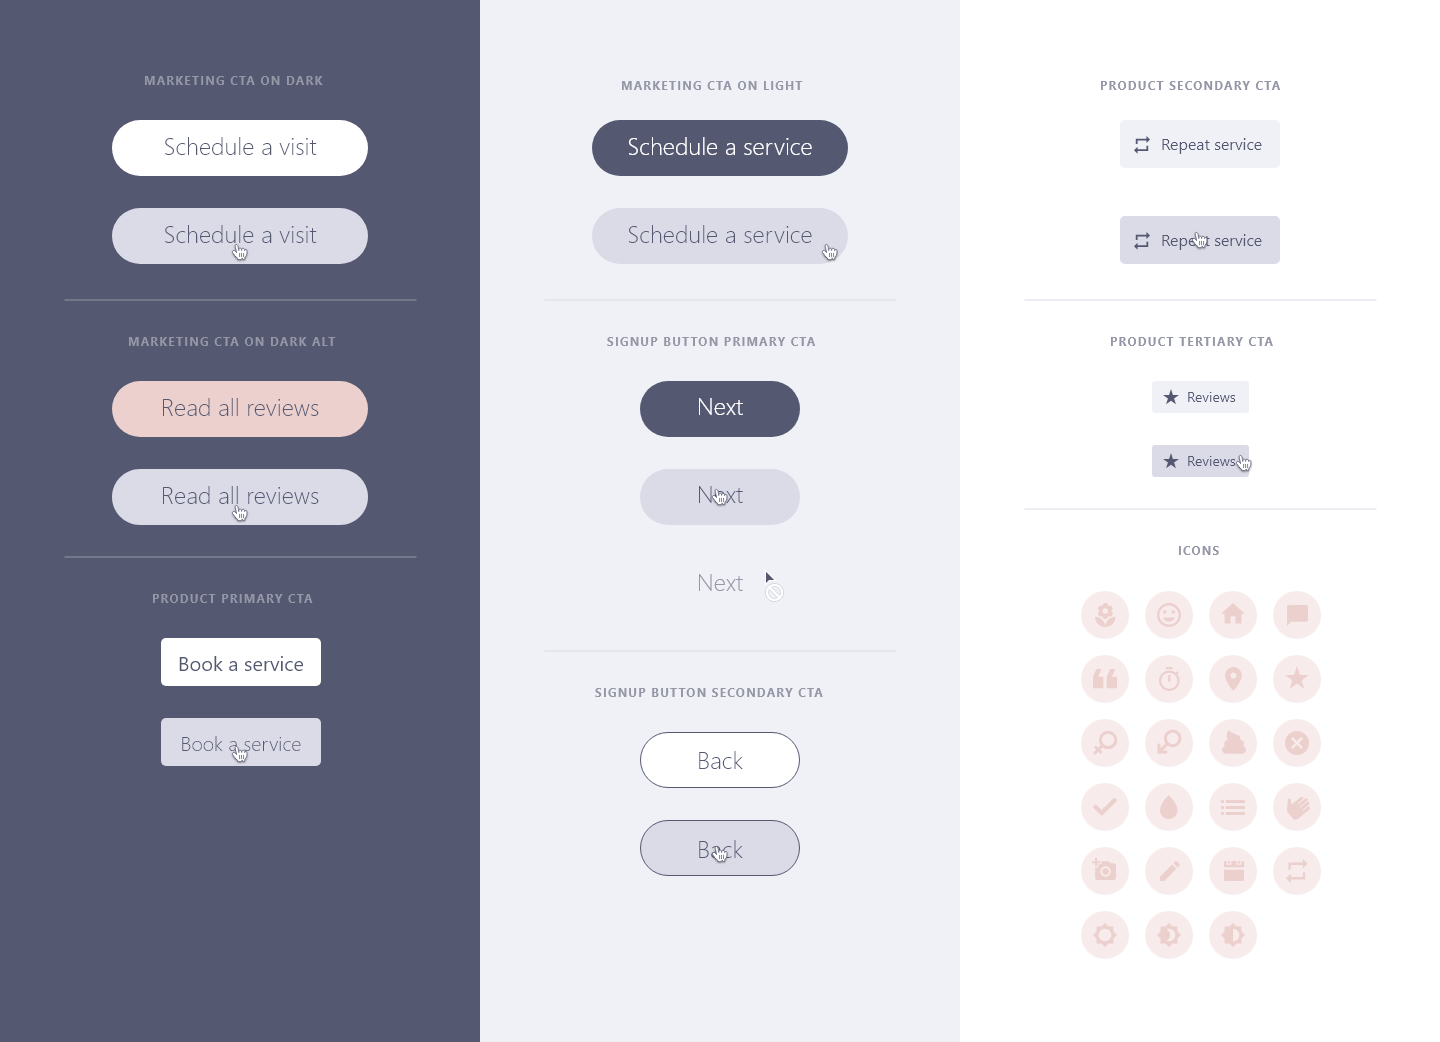 MARKETING CTA ON DARK
Schedule a visit
Schedule a visit
MARKETING CTA ON DARK ALT
Read all reviews
Read all reviews
PRODUCT PRIMARY CTA
Book a service
Book a service
MARKETING CTA ON LIGHT
Schedule a service
Schedule a service
SIGNUP BUTTON PRIMARY CTA
Next
Next
Next
SIGNUP BUTTON SECONDARY CTA
Back
Back
PRODUCT SECONDARY CTA
Repeat service
Repeat service
PRODUCT TERTIARY CTA
Reviews
Reviews
ICONS